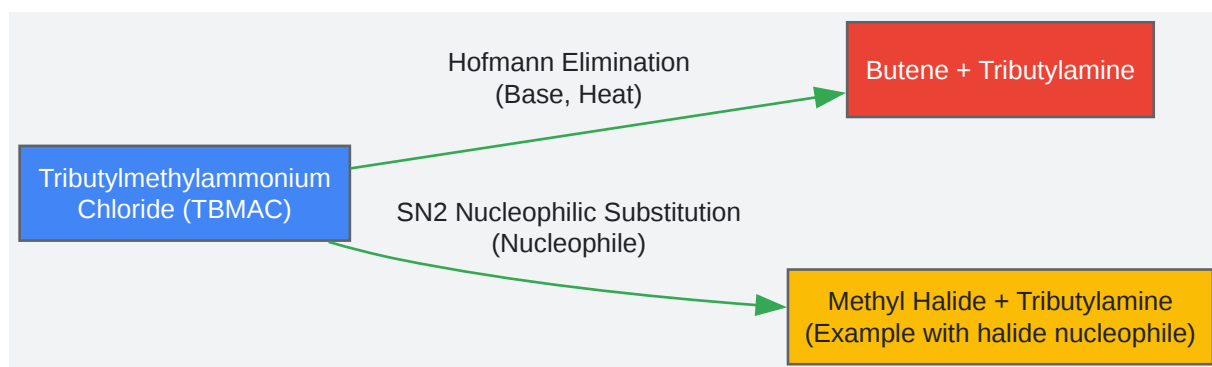 Hofmann Elimination
(Base, Heat)
Butene + Tributylamine
Tributylmethylammonium
Chloride (TBMAC)
SN2 Nucleophilic Substitution
(Nucleophile)
Methyl Halide + Tributylamine
(Example with halide nucleophile)